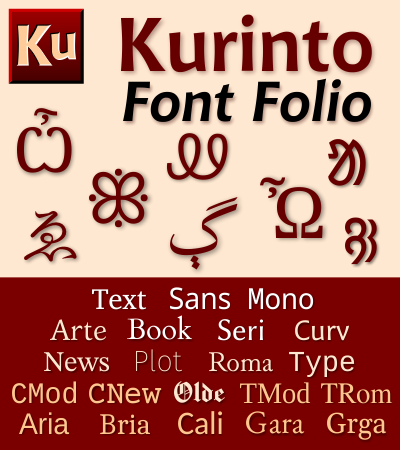 Ku
Kurinto
Font Folio
Text Sans Mono
Arte Book Seri Curv
News Plot Roma Type
CMod CNew Olde TMod TRom
Aria Bria Cali Gara Grga